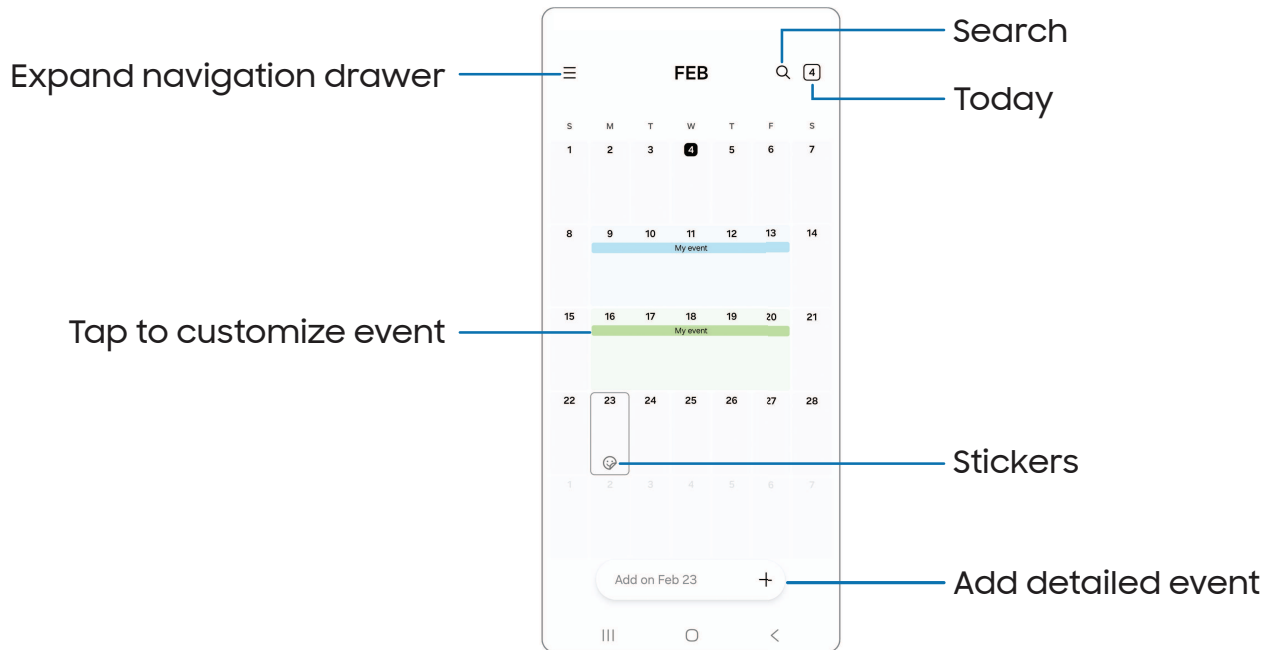 Search
Expand navigation drawer
FEB
4
Today
S M T W T F S
1 2 3 4 5 6 7
8 9 10 11 12 13 14
My event
15 16 17 18 19 20 21
Tap to customize event
My event
22 23 24 25 26 27 28
Stickers
1 2 3 4 5 6 7
Add on Feb 23
Add detailed event